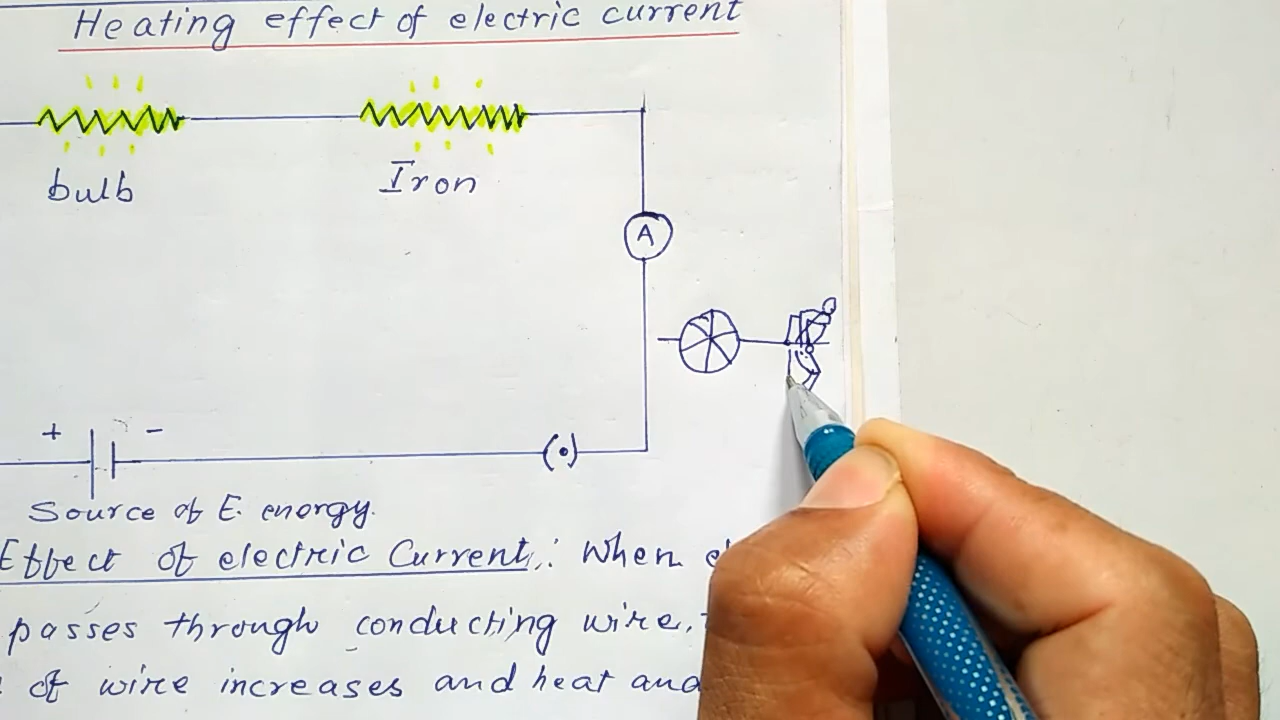 Heating effect of electric current
bulb
Iron
A
+ -
(•)
Source of E. energy.
Effect of electric Current: When
passes through conducting wire,
of wire increases and heat and